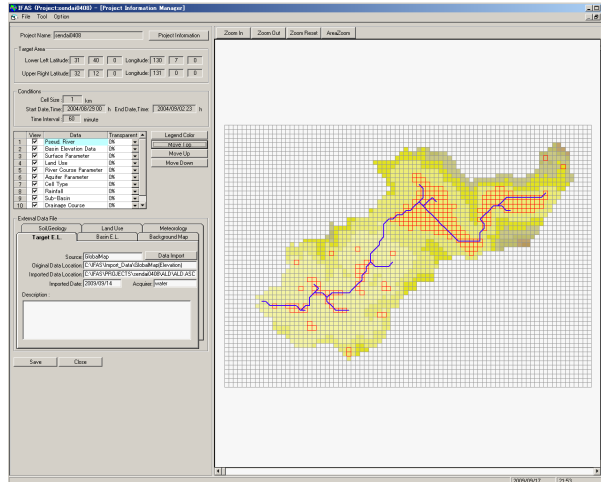 IFAS (Project:sendai0408) - [Project Information Manager]
File Tool Option
Project Name sendai0408 Project Information
Zoom In Zoom Out Zoom Reset AreaZoom
Target Area
Lower Left Latitude: 31 40 0 Longitude: 130 7 0
Upper Right Latitude: 32 12 0 Longitude: 131 0 0
Conditions
Cell Size 1 km
Start Date,Time: 2004/08/29 00 h End Date,Time: 2004/09/02 23 h
Time Interval 60 minute
View Data Transparent
1 Pseud. River 0%
2 Basin Elevation Data 0%
3 Surface Parameter 0%
4 Land Use 0%
5 River Course Parameter 0%
6 Aquifer Parameter 0%
7 Cell Type 0%
8 Rainfall 0%
9 Sub-Basin 0%
10 Drainage Course 0%
Legend Color
Move Top
Move Up
Move Down
External Data File
Soil,Geology Land Use Meteorology
Target E.L. Basin E.L. Background Map
Source: GlobalMap Data Import
Original Data Location: C:\IFAS\Import_Data\GlobalMap(Elevation)
Imported Data Location: C:\IFAS\PROJECTS\sendai0408\ALD\ALD.ASC
Imported Date: 2009/09/14 Acquirer: water
Description :
Save Close
2009/09/17 21:53